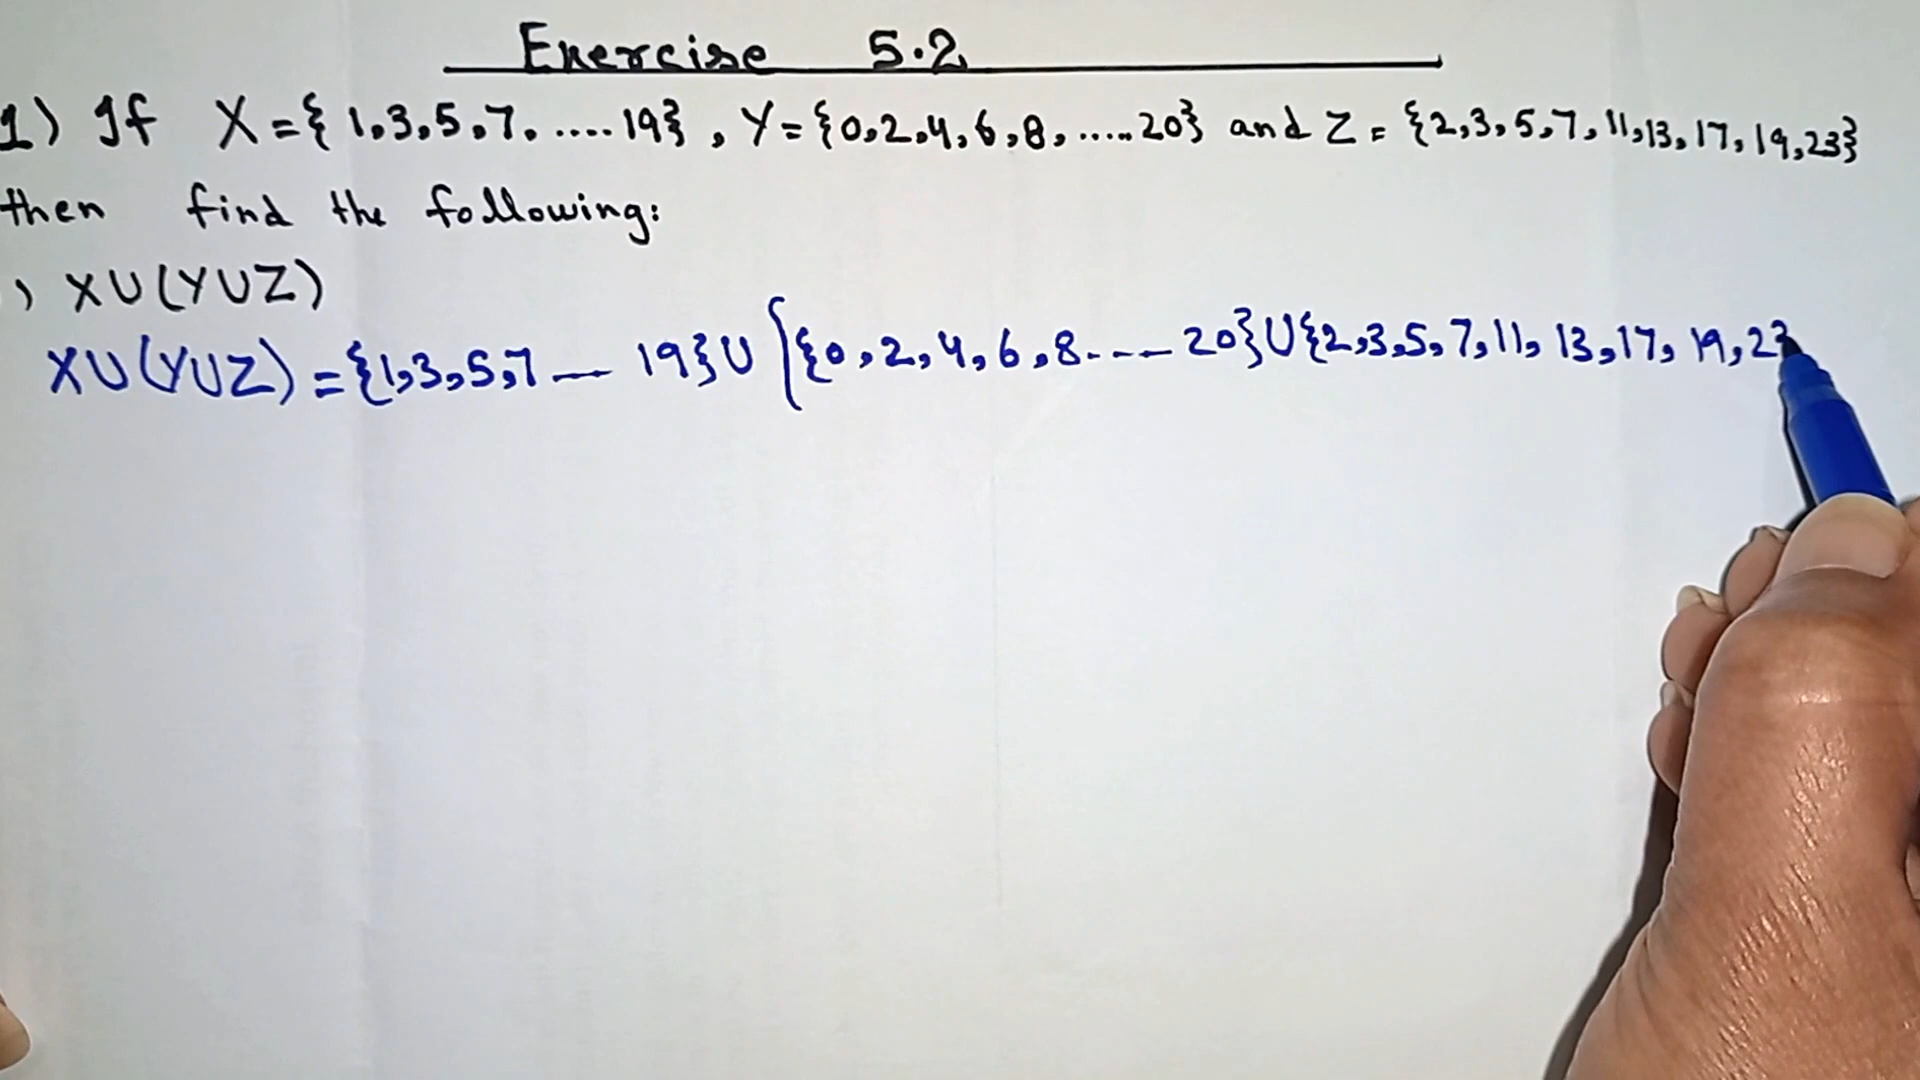 Exercise 5.2
1) If X = { 1,3,5,7. ..... 19} , Y = {0,2,4,6,8, ..... 20} and Z = {2,3,5,7,11,13,17,19,23}
then find the following:
) XU(YUZ)
XU(YUZ) = {1,3,5,7 --- 19} U [{0,2,4,6,8---- 20}U{2,3,5,7,11,13,17,19,23